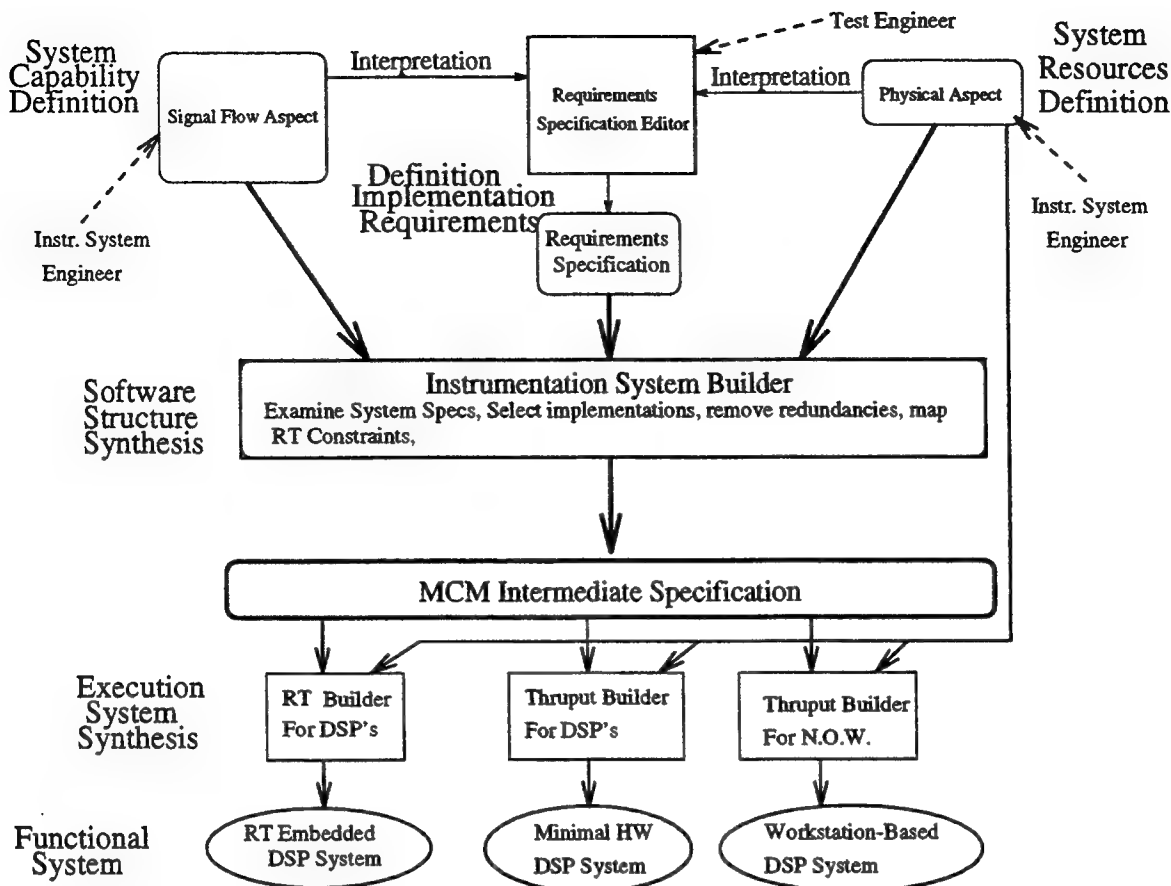 System
Capability
Definition
Signal Flow Aspect
Instr. System
Engineer
Interpretation
Requirements
Specification Editor
Test Engineer
Interpretation
Physical Aspect
System
Resources
Definition
Instr. System
Engineer
Definition
Implementation
Requirements
Requirements
Specification
Software
Structure
Synthesis
Instrumentation System Builder
Examine System Specs, Select implementations, remove redundancies, map
RT Constraints,
MCM Intermediate Specification
Execution
System
Synthesis
RT Builder
For DSP's
Thruput Builder
For DSP's
Thruput Builder
For N.O.W.
Functional
System
RT Embedded
DSP System
Minimal HW
DSP System
Workstation-Based
DSP System